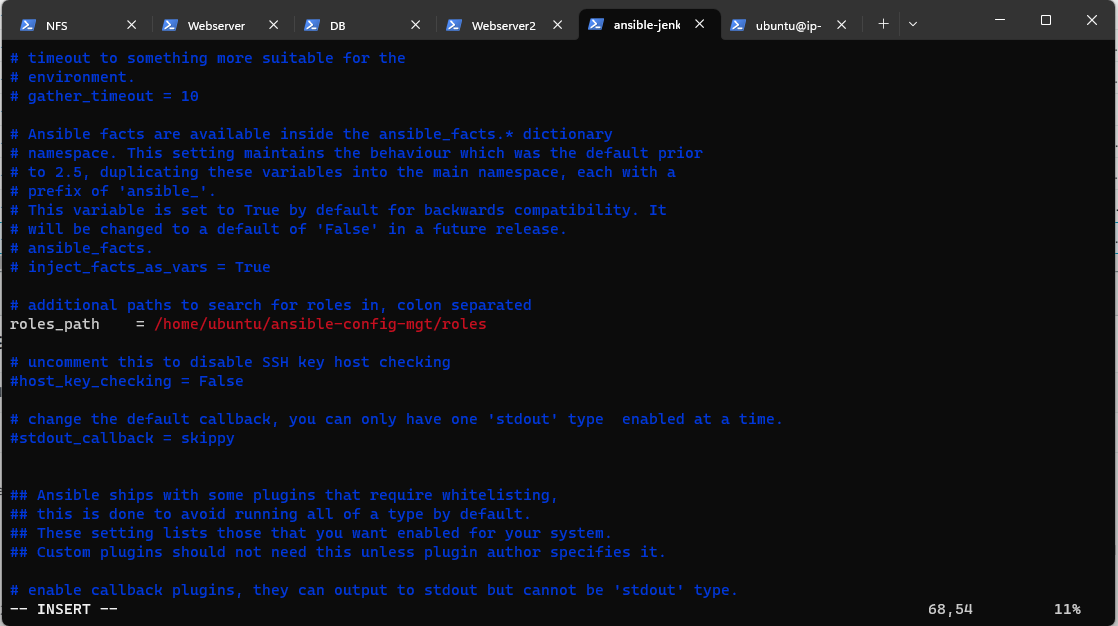 NFS
Webserver
DB
Webserver2
ansible-jenk
ubuntu@ip-
# timeout to something more suitable for the
# environment.
# gather_timeout = 10
# Ansible facts are available inside the ansible_facts.* dictionary
# namespace. This setting maintains the behaviour which was the default prior
# to 2.5, duplicating these variables into the main namespace, each with a
# prefix of 'ansible_'.
# This variable is set to True by default for backwards compatibility. It
# will be changed to a default of 'False' in a future release.
# ansible_facts.
# inject_facts_as_vars = True
# additional paths to search for roles in, colon separated
roles_path    = /home/ubuntu/ansible-config-mgt/roles
# uncomment this to disable SSH key host checking
#host_key_checking = False
# change the default callback, you can only have one 'stdout' type  enabled at a time.
#stdout_callback = skippy
## Ansible ships with some plugins that require whitelisting,
## this is done to avoid running all of a type by default.
## These setting lists those that you want enabled for your system.
## Custom plugins should not need this unless plugin author specifies it.
# enable callback plugins, they can output to stdout but cannot be 'stdout' type.
-- INSERT -- 68,54 11%